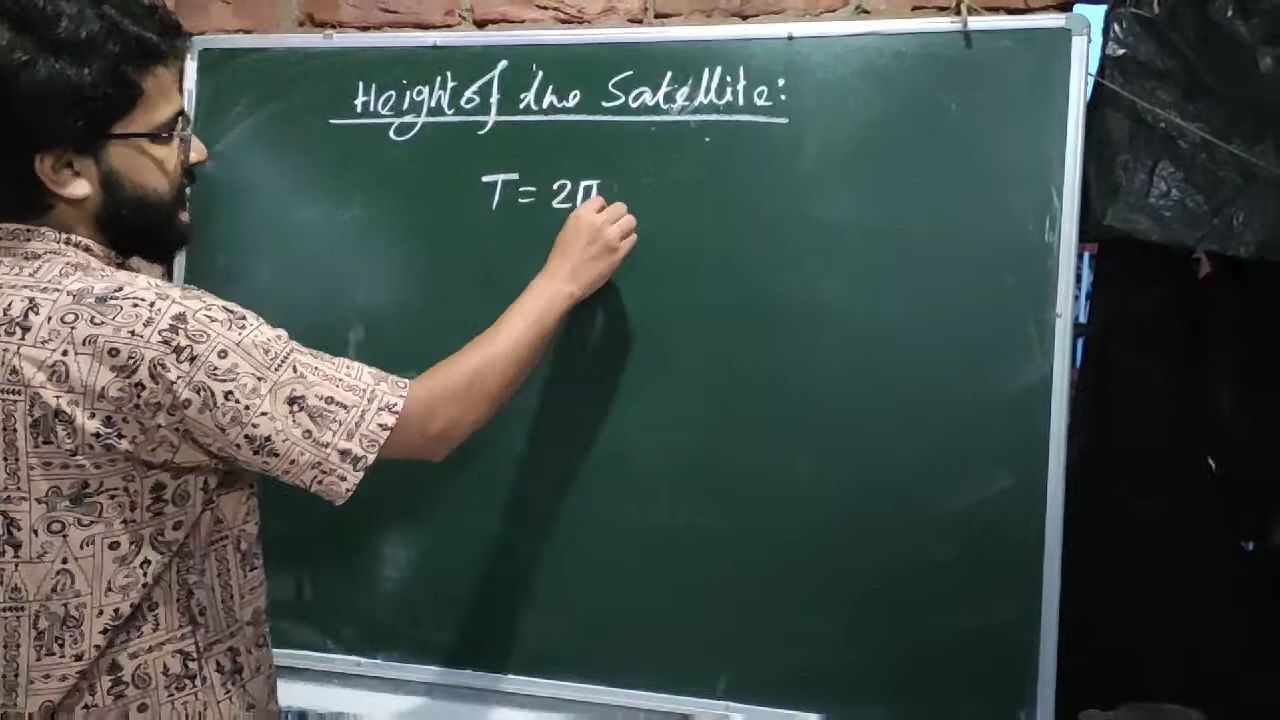 Height of the Satellite:
T = 2π